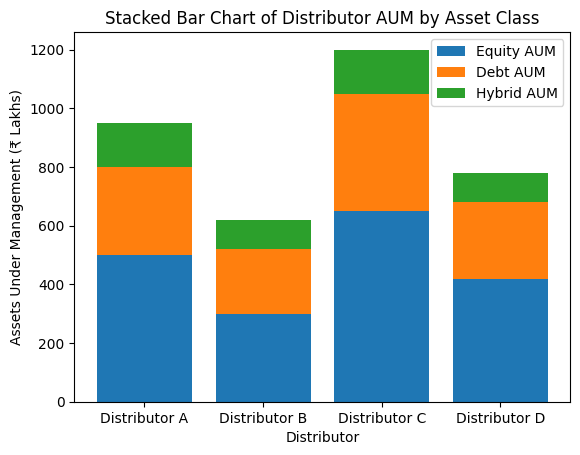 Stacked Bar Chart of Distributor AUM by Asset Class
Equity AUM
Debt AUM
Hybrid AUM
Assets Under Management (₹ Lakhs)
1200
1000
800
600
400
200
0
Distributor A
Distributor B
Distributor C
Distributor D
Distributor